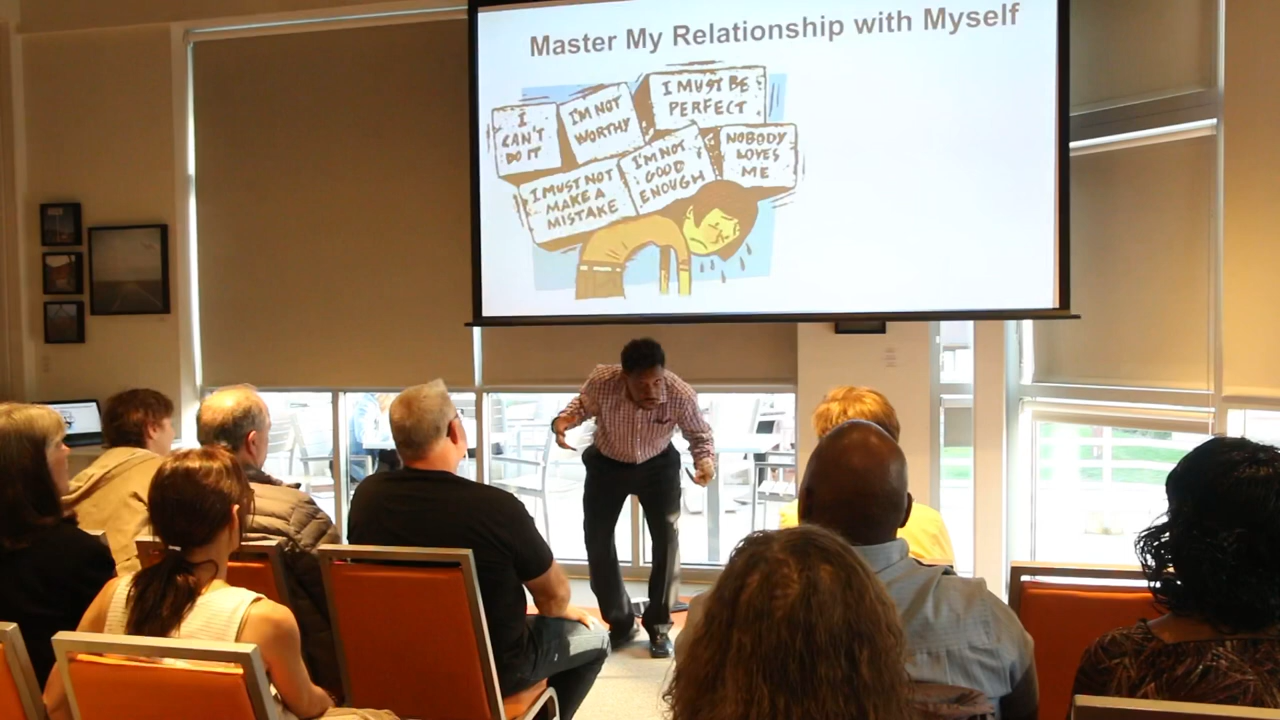 Master My Relationship with Myself
I
CAN'T
DO IT
I'M NOT
WORTHY
I MUST BE
PERFECT
I MUST NOT
MAKE A
MISTAKE
I'M NOT
GOOD
ENOUGH
NOBODY
LOVES
ME